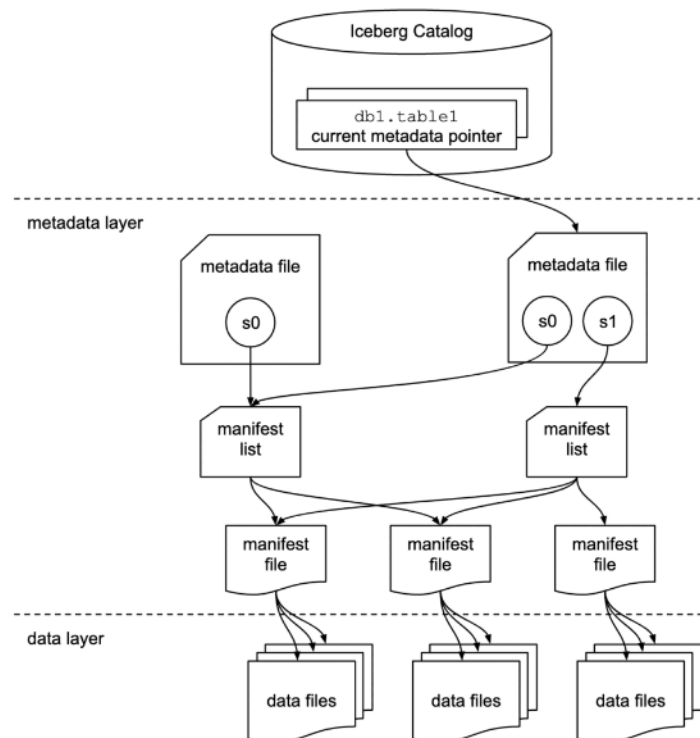 Iceberg Catalog
db1.table1
current metadata pointer
metadata layer
metadata file
metadata file
s0
s0
s1
manifest
list
manifest
list
manifest
file
manifest
file
manifest
file
data layer
data files
data files
data files